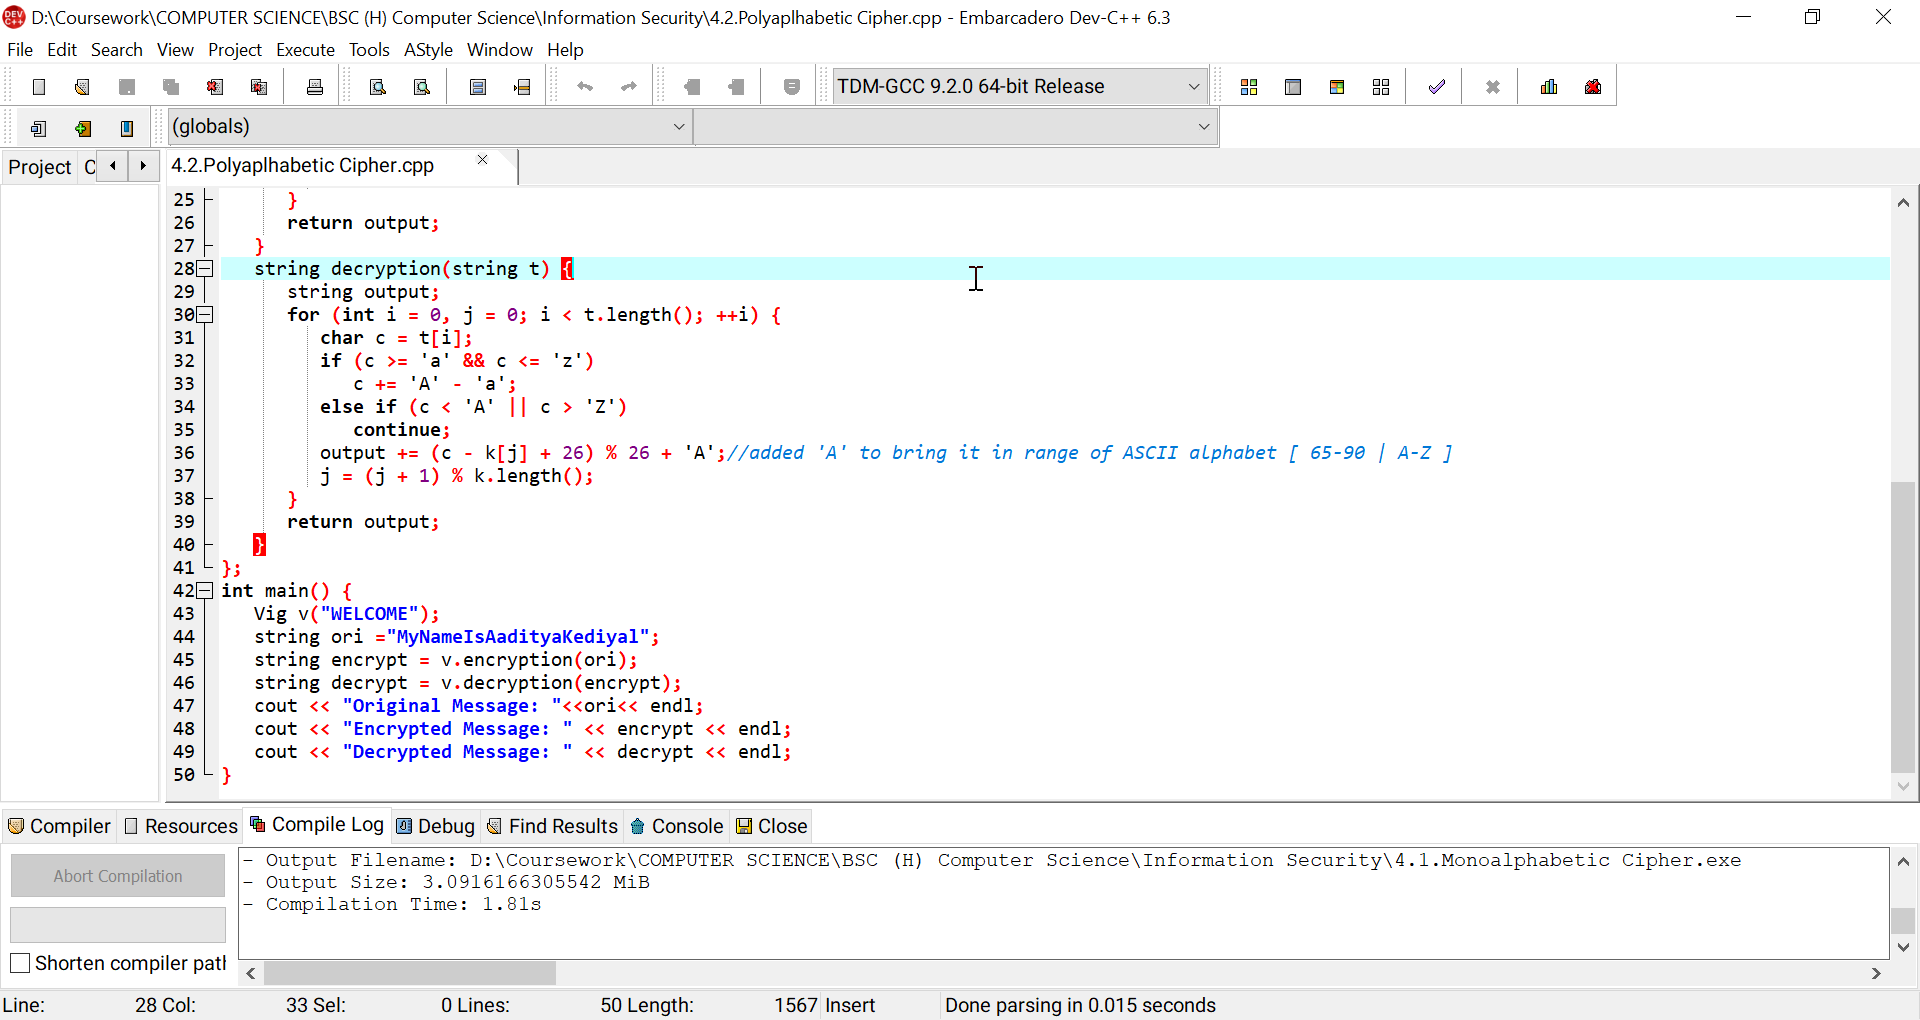 D:\Coursework\COMPUTER SCIENCE\BSC (H) Computer Science\Information Security\4.2.Polyaplhabetic Cipher.cpp - Embarcadero Dev-C++ 6.3
File Edit Search View Project Execute Tools AStyle Window Help
TDM-GCC 9.2.0 64-bit Release
(globals)
Project C 4.2.Polyaplhabetic Cipher.cpp
25 }
26 return output;
27 }
28 string decryption(string t) {
29 string output;
30 for (int i = 0, j = 0; i < t.length(); ++i) {
31 char c = t[i];
32 if (c >= 'a' && c <= 'z')
33 c += 'A' - 'a';
34 else if (c < 'A' || c > 'Z')
35 continue;
36 output += (c - k[j] + 26) % 26 + 'A';//added 'A' to bring it in range of ASCII alphabet [ 65-90 | A-Z ]
37 j = (j + 1) % k.length();
38 }
39 return output;
40 }
41 };
42 int main() {
43 Vig v("WELCOME");
44 string ori ="MyNameIsAadityaKediyal";
45 string encrypt = v.encryption(ori);
46 string decrypt = v.decryption(encrypt);
47 cout << "Original Message: "<<ori<< endl;
48 cout << "Encrypted Message: " << encrypt << endl;
49 cout << "Decrypted Message: " << decrypt << endl;
50 }
Compiler Resources Compile Log Debug Find Results Console Close
Abort Compilation
Shorten compiler path
- Output Filename: D:\Coursework\COMPUTER SCIENCE\BSC (H) Computer Science\Information Security\4.1.Monoalphabetic Cipher.exe
- Output Size: 3.0916166305542 MiB
- Compilation Time: 1.81s
Line: 28 Col: 33 Sel: 0 Lines: 50 Length: 1567 Insert Done parsing in 0.015 seconds